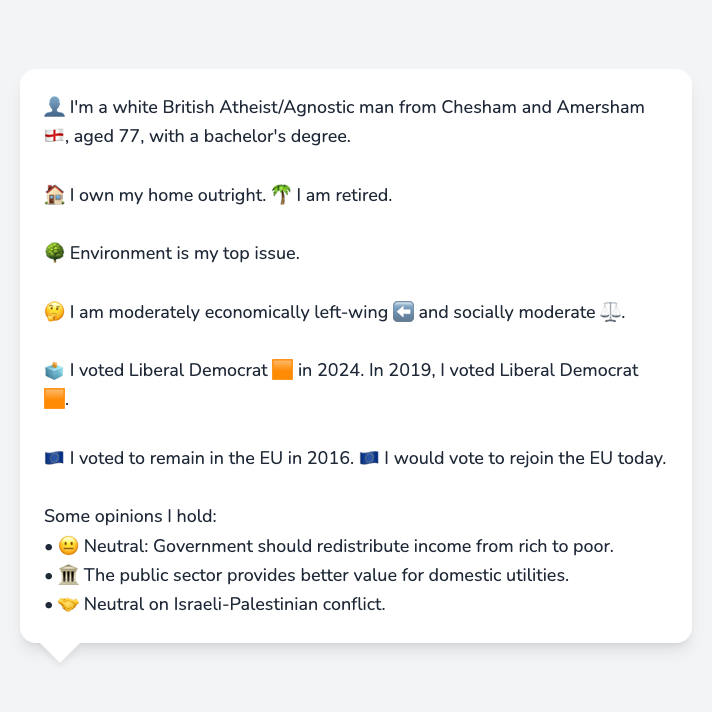 👤 I'm a white British Atheist/Agnostic man from Chesham and Amersham
🏴󠁧󠁢󠁥󠁮󠁧󠁿, aged 77, with a bachelor's degree.
🏠 I own my home outright. 🌴 I am retired.
🌳 Environment is my top issue.
🤔 I am moderately economically left-wing ⬅️ and socially moderate ⚖️.
🗳️ I voted Liberal Democrat 🟧 in 2024. In 2019, I voted Liberal Democrat
🟧.
🇪🇺 I voted to remain in the EU in 2016. 🇪🇺 I would vote to rejoin the EU today.
Some opinions I hold:
• 😐 Neutral: Government should redistribute income from rich to poor.
• 🏛️ The public sector provides better value for domestic utilities.
• 🤝 Neutral on Israeli-Palestinian conflict.